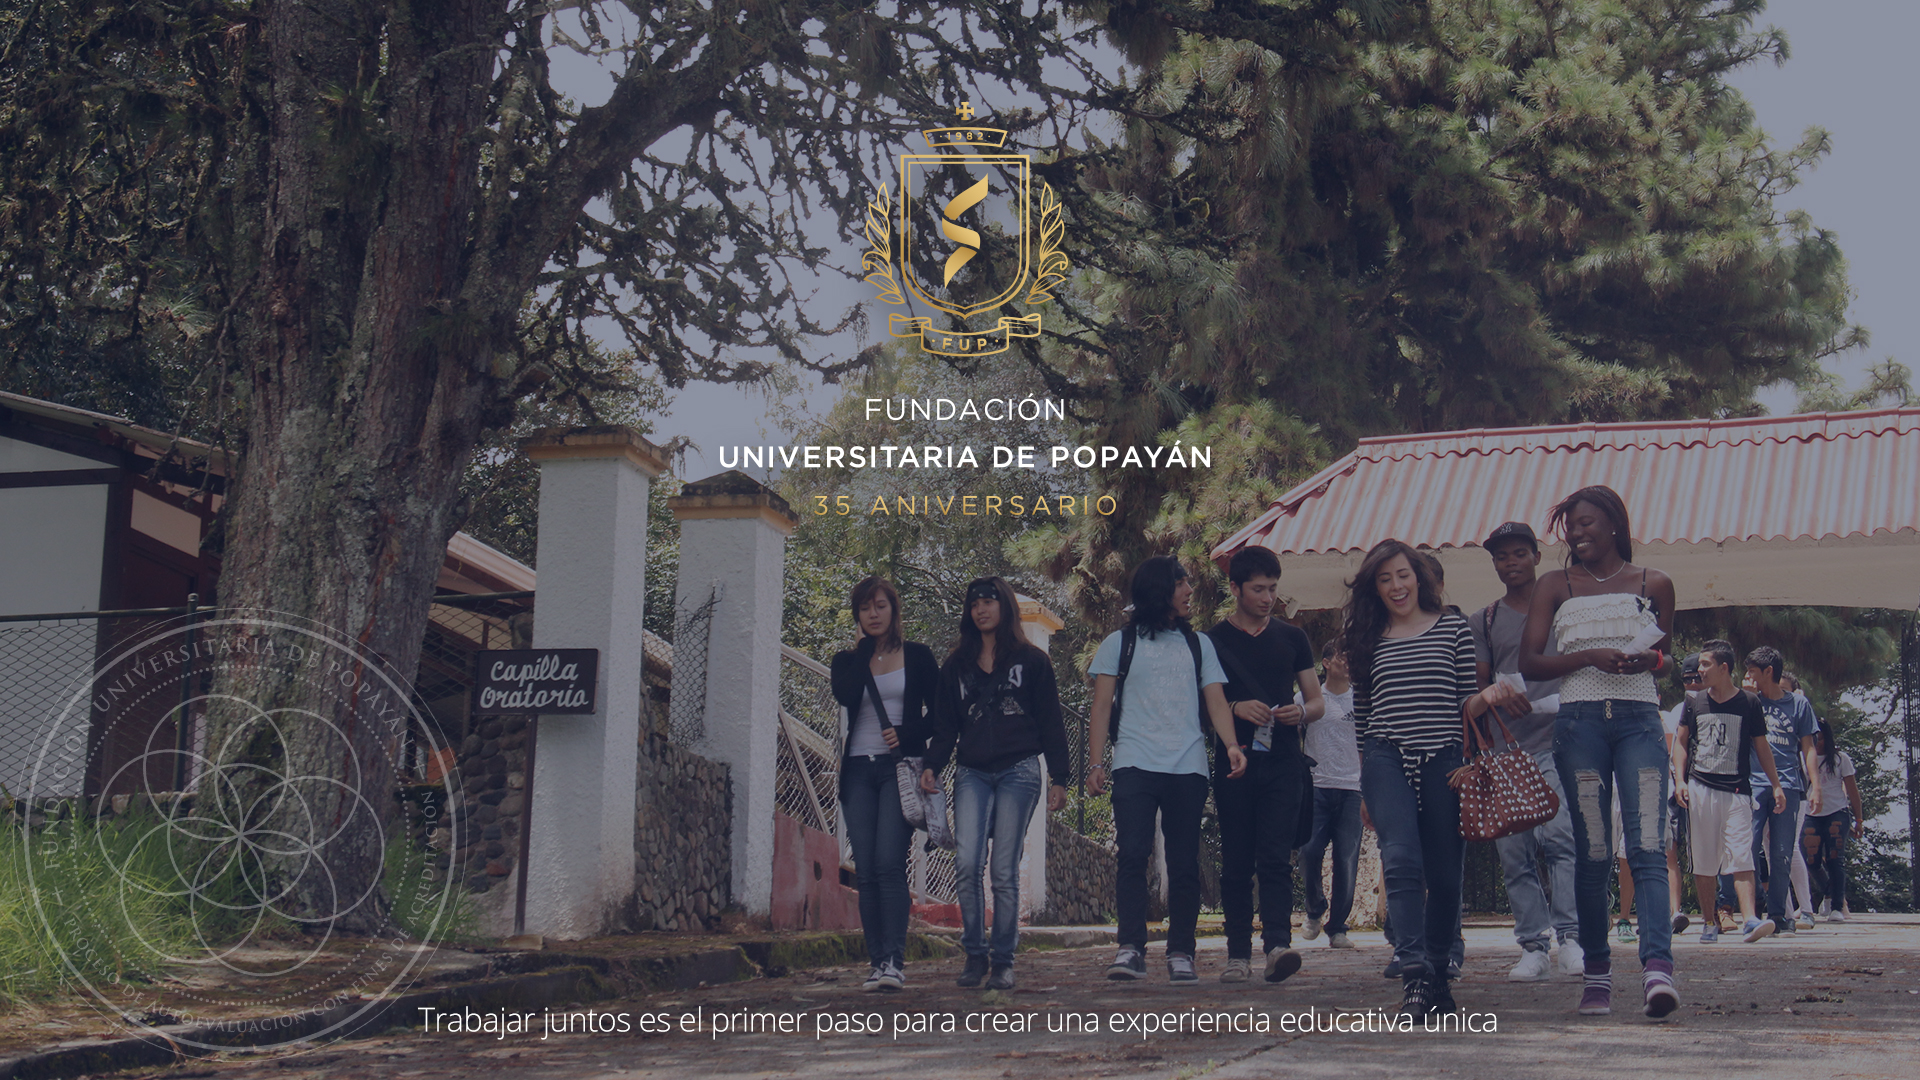 · 1982 ·
· FUP ·
FUNDACIÓN
UNIVERSITARIA DE POPAYÁN
35 ANIVERSARIO
Capilla
Oratorio
FUNDACIÓN UNIVERSITARIA DE POPAYÁN
PROCESO DE AUTOEVALUACIÓN CON FINES DE ACREDITACIÓN
Trabajar juntos es el primer paso para crear una experiencia educativa única